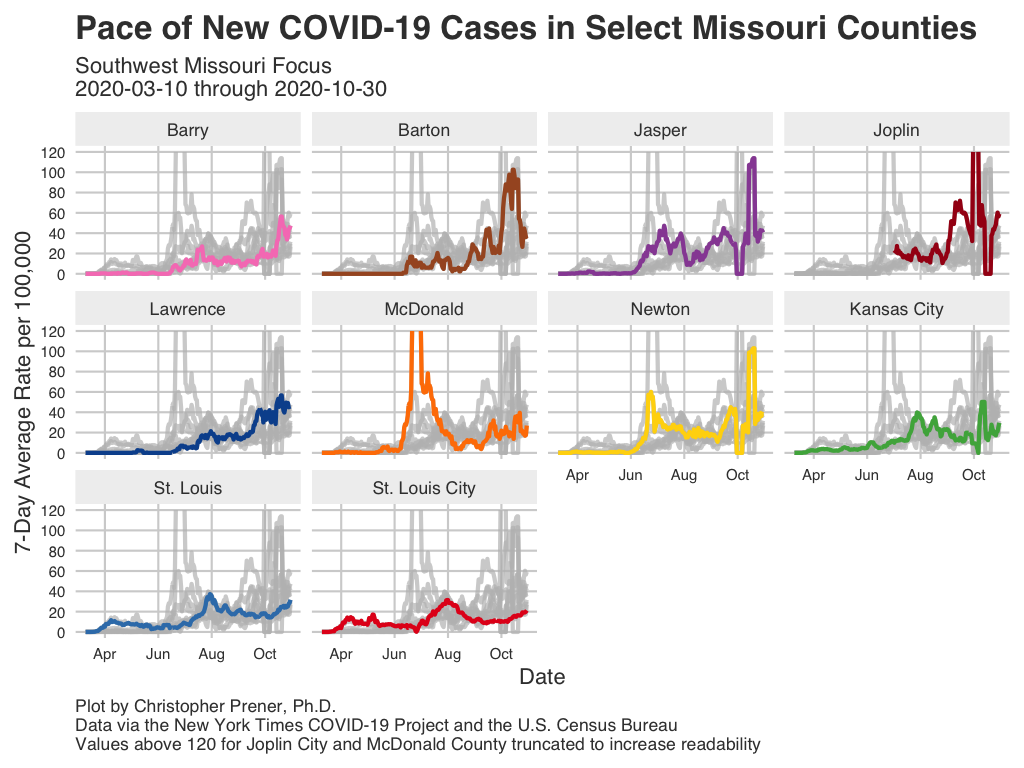 Pace of New COVID-19 Cases in Select Missouri Counties
Southwest Missouri Focus
2020-03-10 through 2020-10-30
Barry
Barton
Jasper
Joplin
120
100
80
60
40
20
0
Lawrence
McDonald
Newton
Kansas City
120
100
80
60
40
20
0
Apr Jun Aug Oct
Apr Jun Aug Oct
St. Louis
St. Louis City
120
100
80
60
40
20
0
Apr Jun Aug Oct
Apr Jun Aug Oct
7-Day Average Rate per 100,000
Date
Plot by Christopher Prener, Ph.D.
Data via the New York Times COVID-19 Project and the U.S. Census Bureau
Values above 120 for Joplin City and McDonald County truncated to increase readability